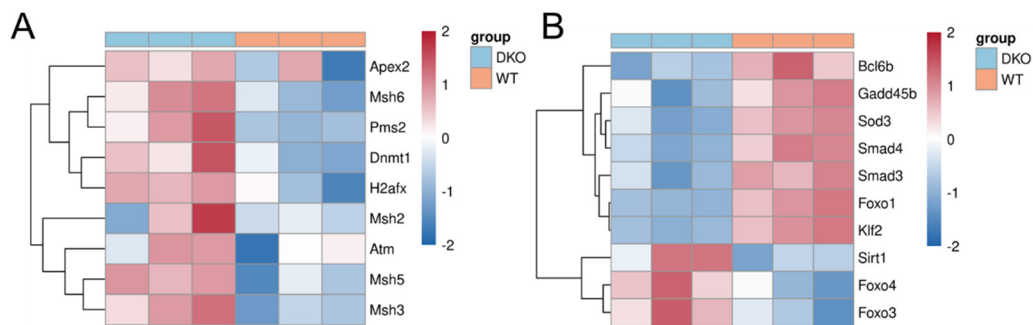 A
2
1
0
-1
-2
group
DKO
WT
Apex2
Msh6
Pms2
Dnmt1
H2afx
Msh2
Atm
Msh5
Msh3
B
2
1
0
-1
-2
group
DKO
WT
Bcl6b
Gadd45b
Sod3
Smad4
Smad3
Foxo1
Klf2
Sirt1
Foxo4
Foxo3